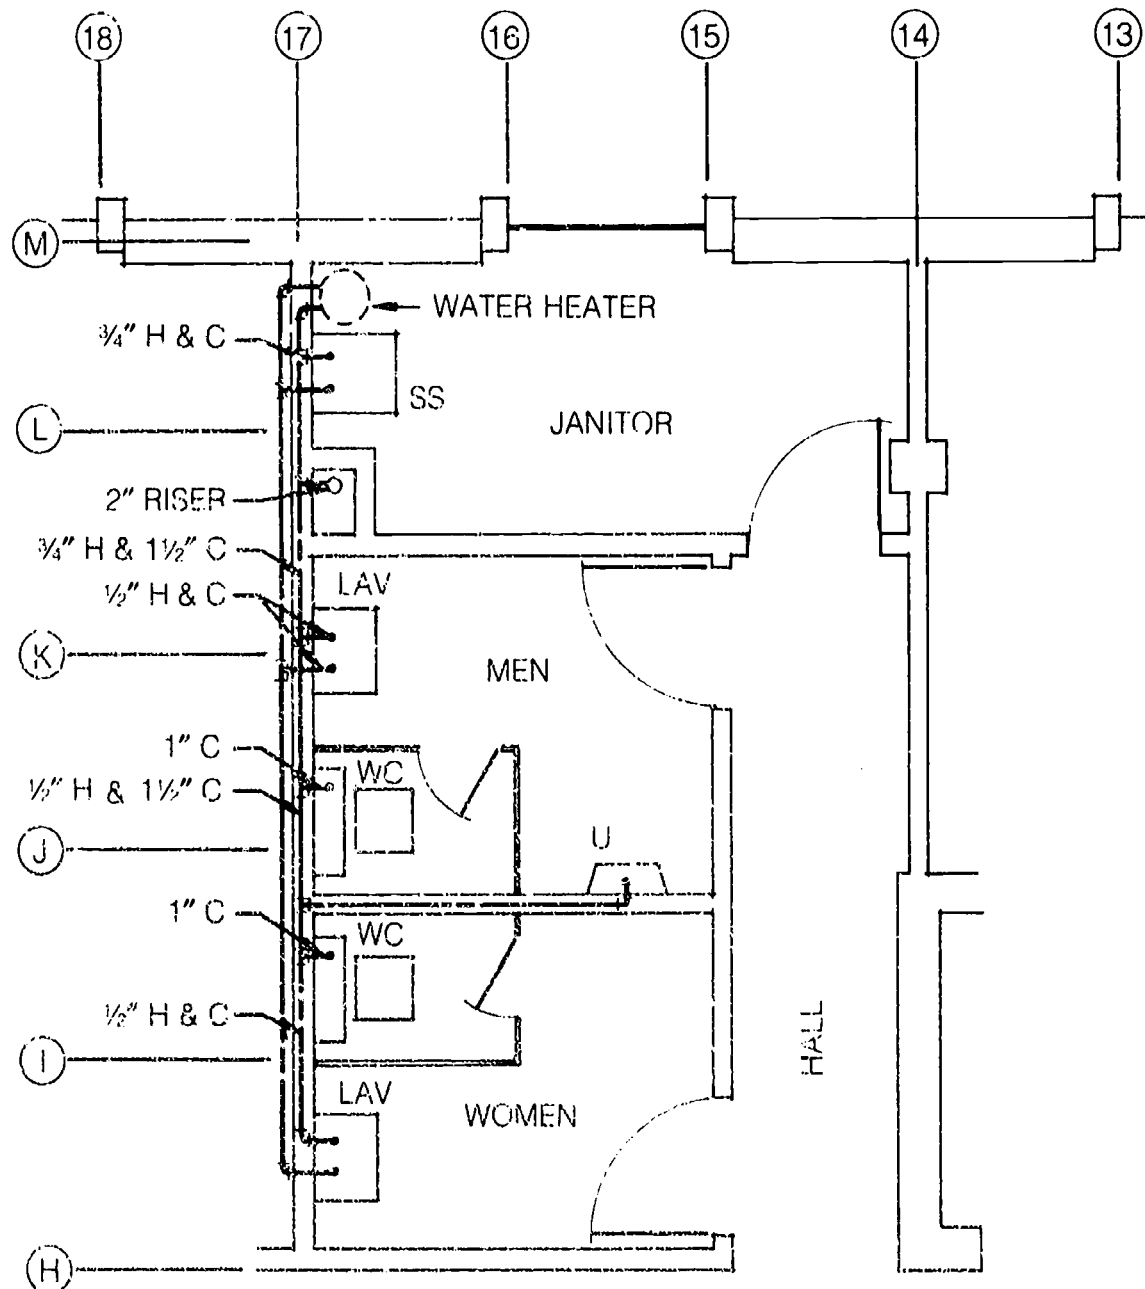 18 17 16 15 14 13
M
WATER HEATER
¾" H & C
SS
L
JANITOR
2" RISER
¾" H & 1½" C
LAV
½" H & C
K
MEN
1" C
WC
½" H & 1½" C
U
J
1" C
WC
½" H & C
HALL
I
LAV
WOMEN
H